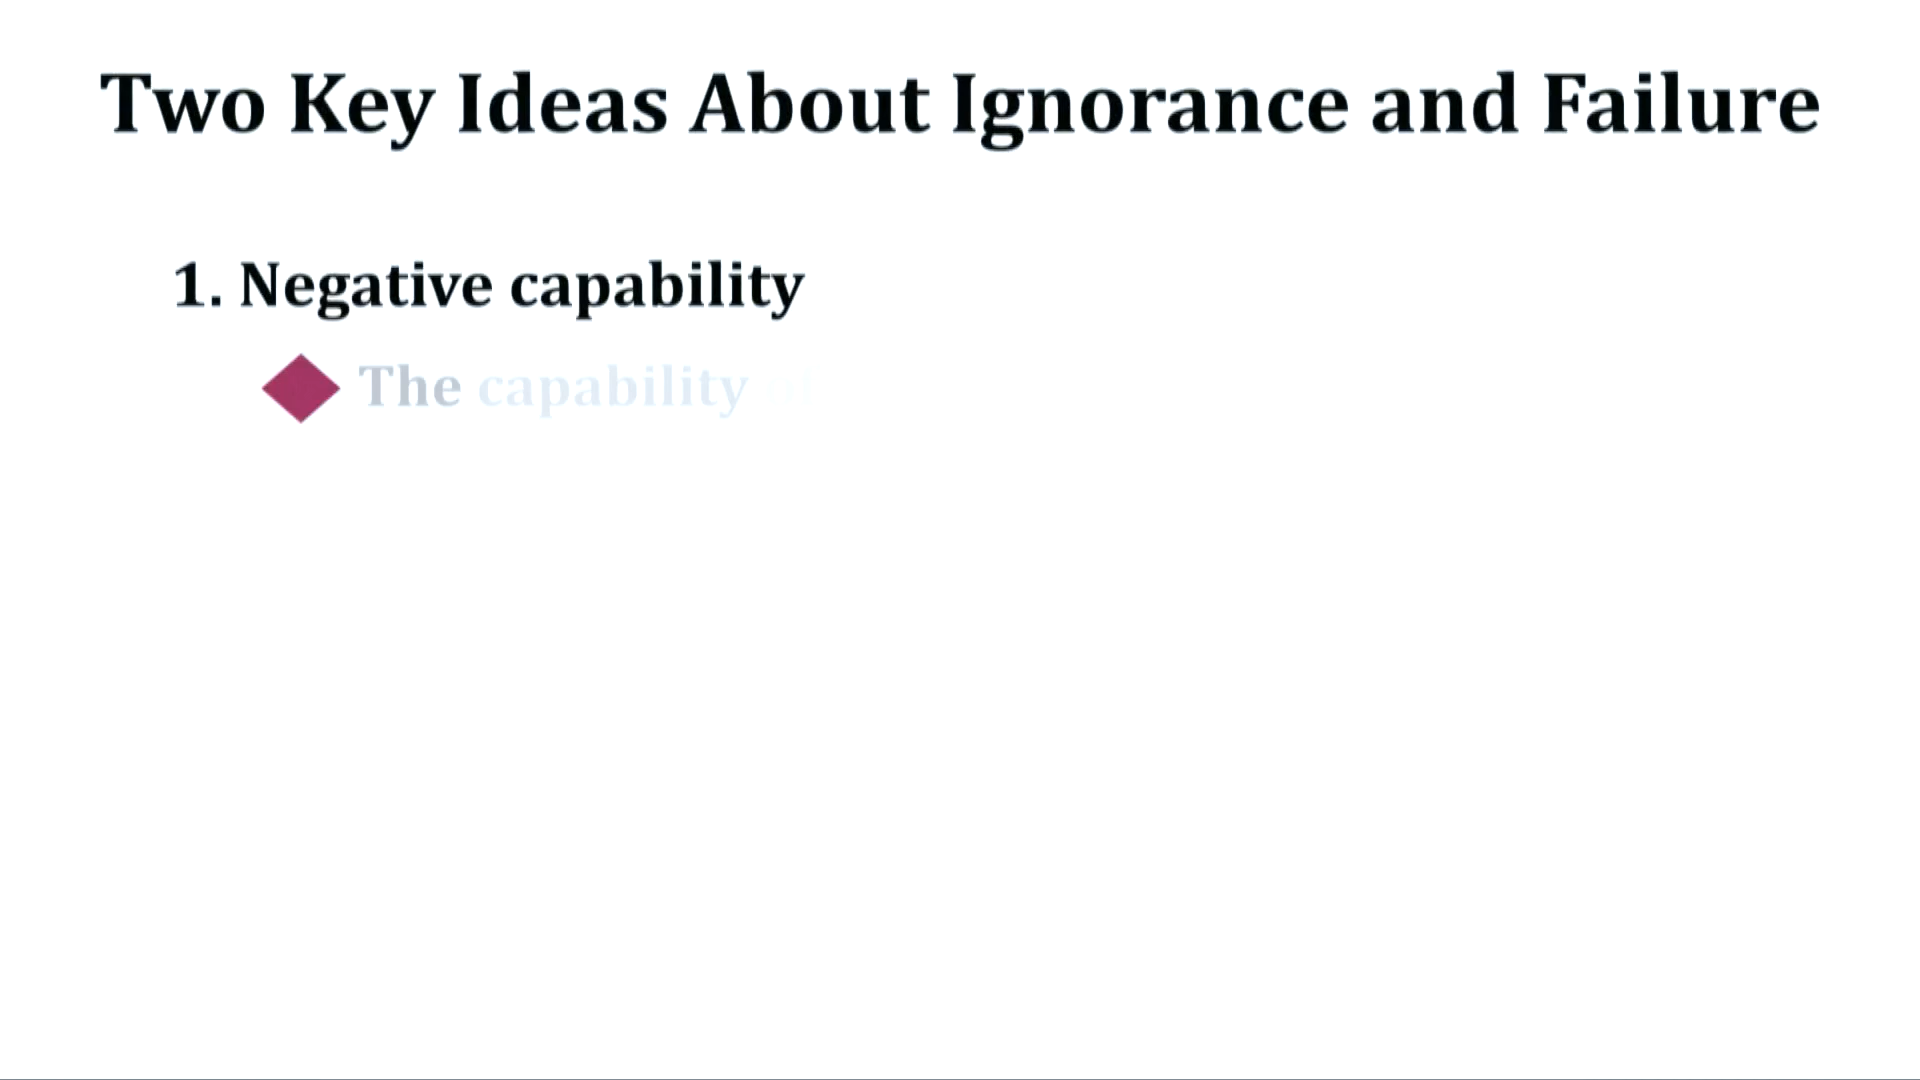 Two Key Ideas About Ignorance and Failure
1. Negative capability
The capability of